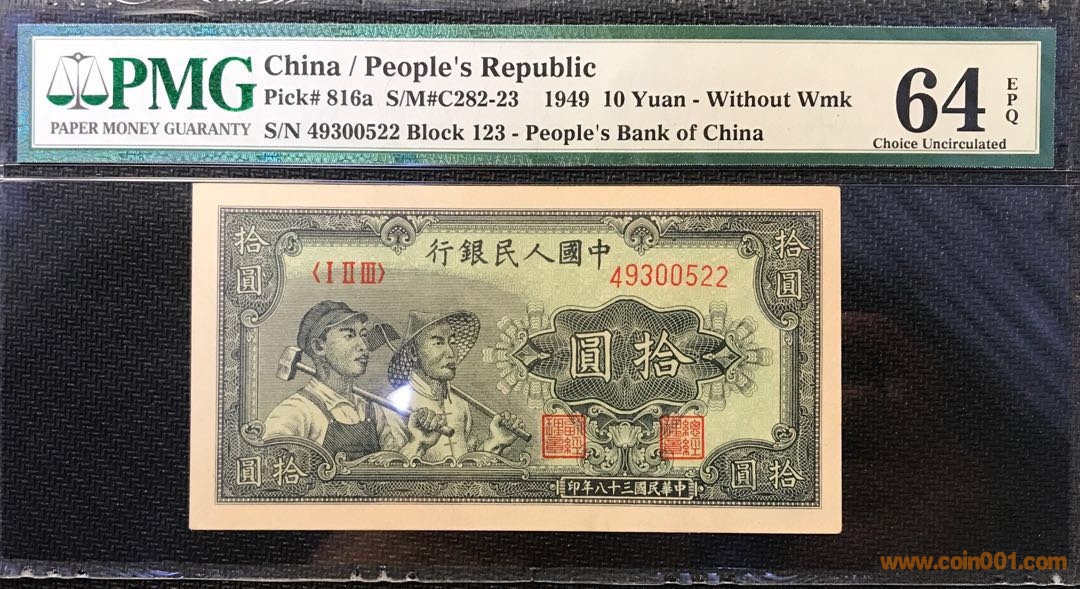 PMG
PAPER MONEY GUARANTY
China / People's Republic
Pick# 816a S/M#C282-23 1949 10 Yuan - Without Wmk
S/N 49300522 Block 123 - People's Bank of China
64
EPQ
Choice Uncirculated
行銀民人國中
拾圓
拾圓
〈I II III〉
49300522
圓拾
圓拾
圓拾
印年八十三國民華中
www.coin001.com